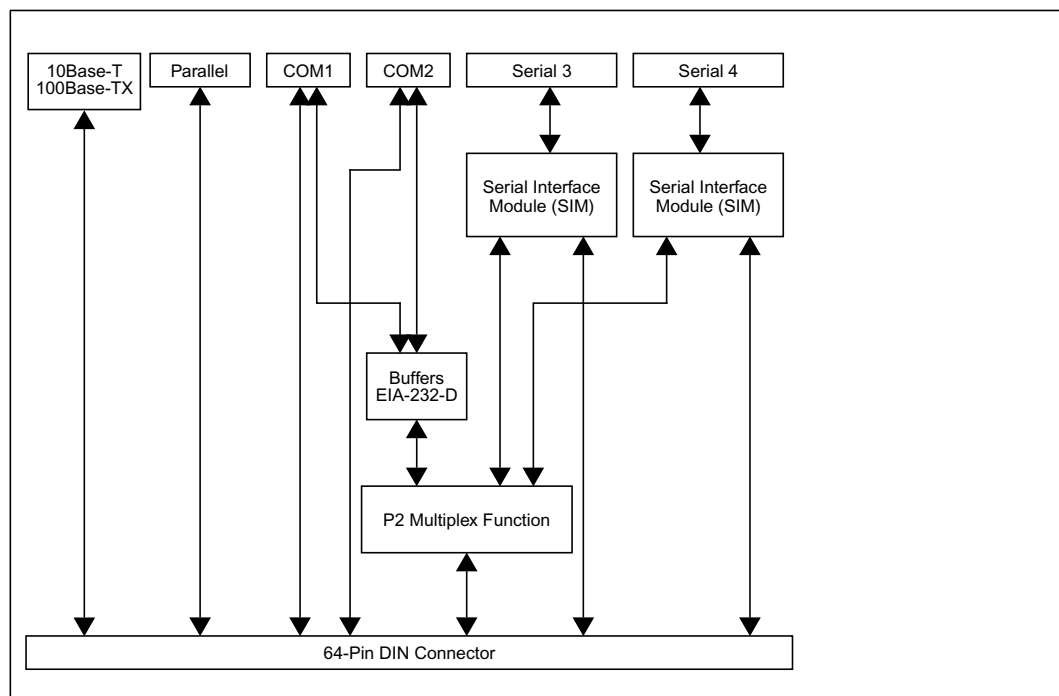 10Base-T
100Base-TX
Parallel
COM1
COM2
Serial 3
Serial 4
Serial Interface
Module (SIM)
Serial Interface
Module (SIM)
Buffers
EIA-232-D
P2 Multiplex Function
64-Pin DIN Connector